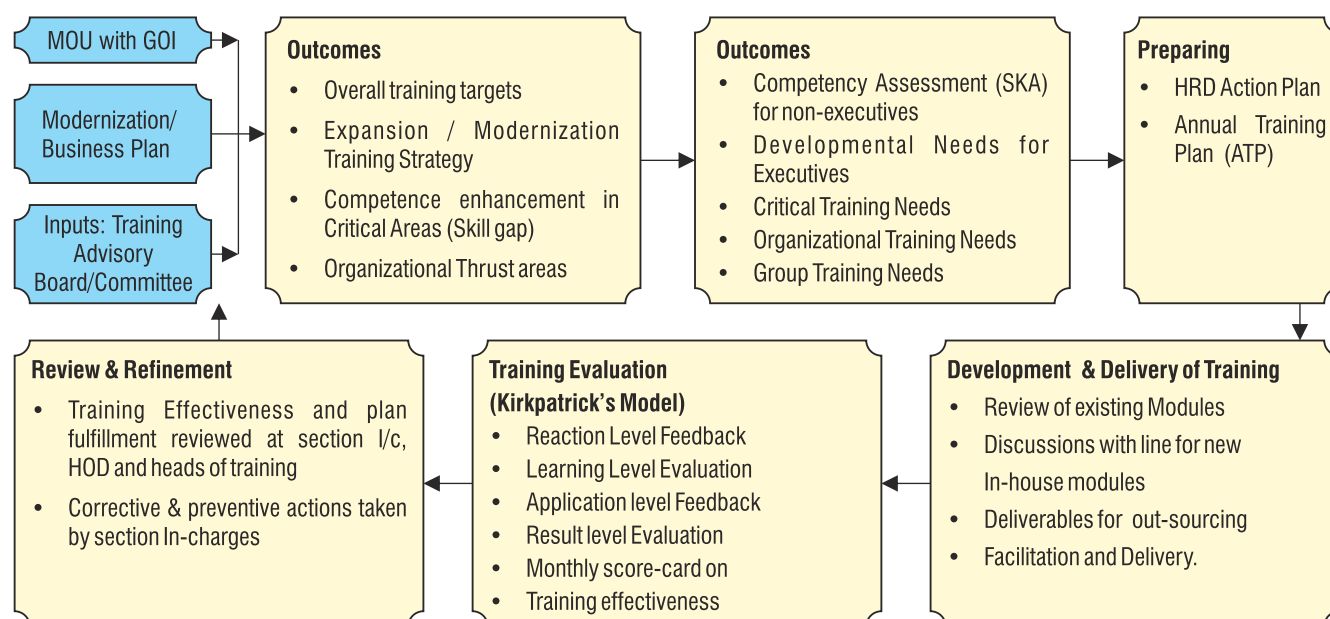 MOU with GOI
Modernization/
Business Plan
Inputs: Training
Advisory
Board/Committee
Outcomes
• Overall training targets
• Expansion / Modernization
Training Strategy
• Competence enhancement in
Critical Areas (Skill gap)
• Organizational Thrust areas
Outcomes
• Competency Assessment (SKA)
for non-executives
• Developmental Needs for
Executives
• Critical Training Needs
• Organizational Training Needs
• Group Training Needs
Preparing
• HRD Action Plan
• Annual Training
Plan (ATP)
Review & Refinement
• Training Effectiveness and plan
fulfillment reviewed at section I/c,
HOD and heads of training
• Corrective & preventive actions taken
by section In-charges
Training Evaluation
(Kirkpatrick's Model)
• Reaction Level Feedback
• Learning Level Evaluation
• Application level Feedback
• Result level Evaluation
• Monthly score-card on
• Training effectiveness
Development & Delivery of Training
• Review of existing Modules
• Discussions with line for new
In-house modules
• Deliverables for out-sourcing
• Facilitation and Delivery.